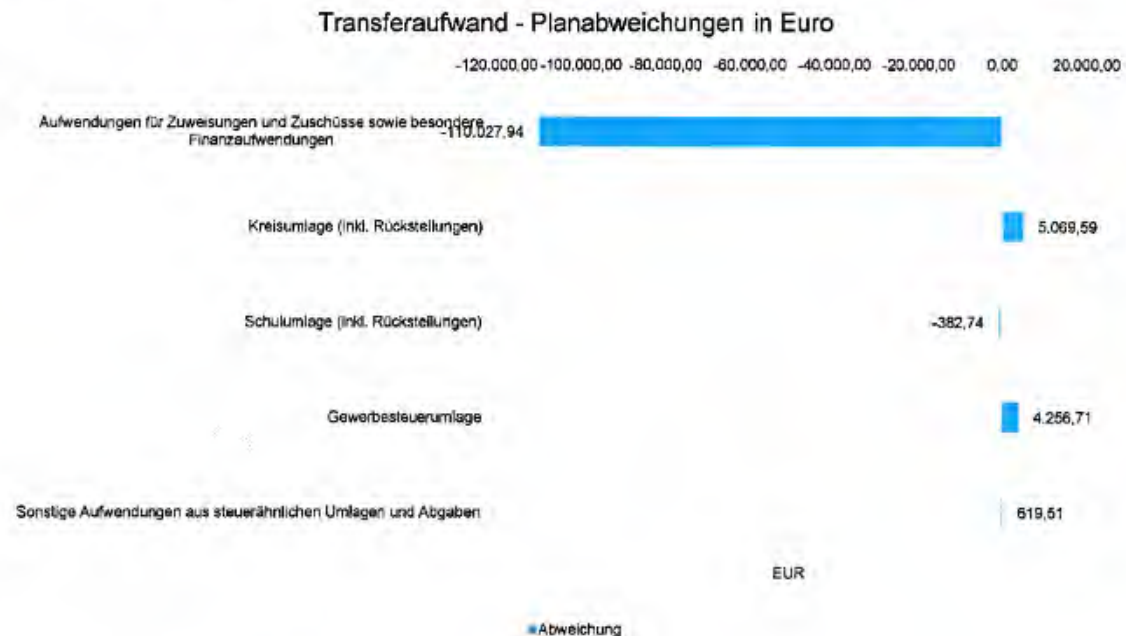 Transferaufwand - Planabweichungen in Euro
-120.000,00 -100.000,00 -80.000,00 -60.000,00 -40.000,00 -20.000,00 0,00 20.000,00
Aufwendungen für Zuweisungen und Zuschüsse sowie besondere
Finanzaufwendungen
-110.027,94
Kreisumlage (inkl. Rückstellungen)
5.069,59
Schulumlage (inkl. Rückstellungen)
-382,74
Gewerbesteuerumlage
4.256,71
Sonstige Aufwendungen aus steuerähnlichen Umlagen und Abgaben
619,51
EUR
Abweichung